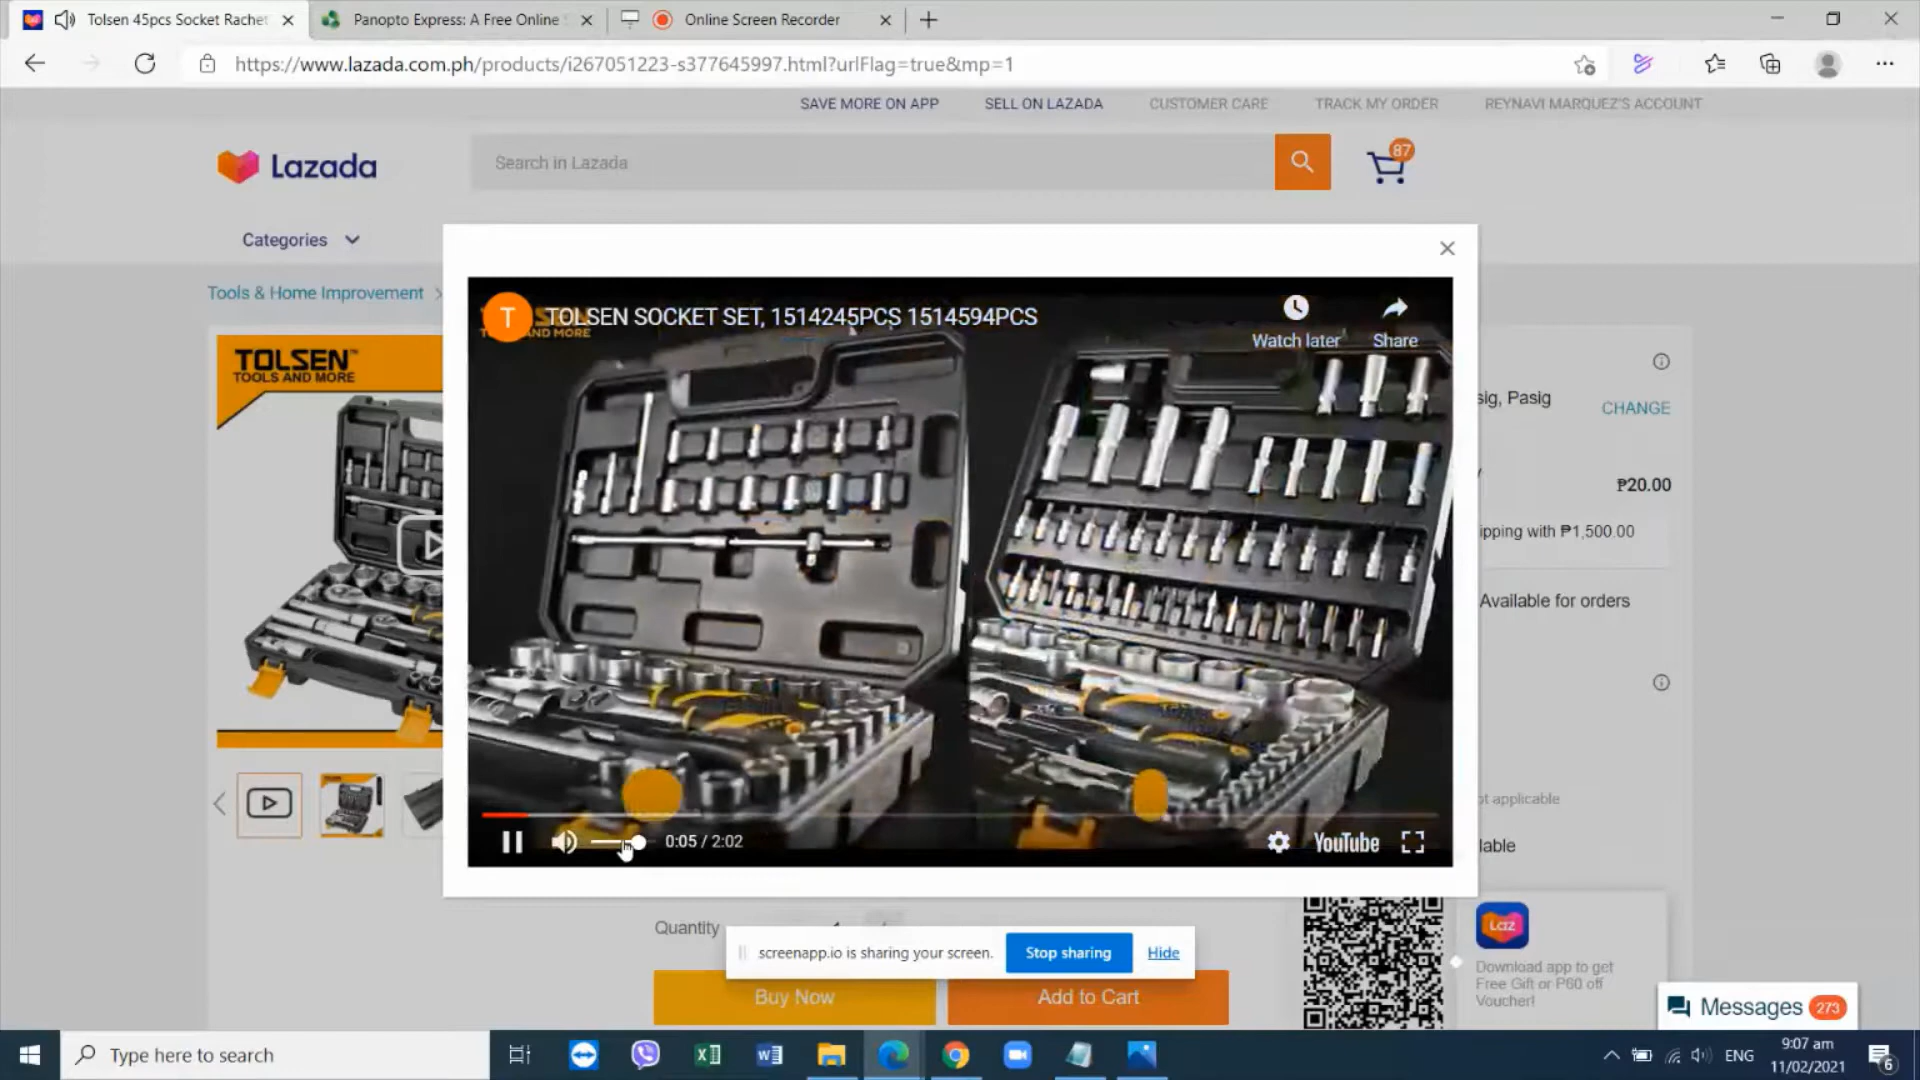 Tolsen 45pcs Socket Rachet
Panopto Express: A Free Online
Online Screen Recorder
https://www.lazada.com.ph/products/i267051223-s377645997.html?urlFlag=true&mp=1
SAVE MORE ON APP
SELL ON LAZADA
CUSTOMER CARE
TRACK MY ORDER
REYNAVI MARQUEZ'S ACCOUNT
Lazada
Search in Lazada
87
Categories
Tools & Home Improvement
TOLSEN
TOOLS AND MORE
T
TOLSEN SOCKET SET, 1514245PCS 1514594PCS
AND MORE
Watch later
Share
sig, Pasig
CHANGE
₱20.00
ipping with ₱1,500.00
Available for orders
ot applicable
lable
0:05 / 2:02
YouTube
Quantity
screenapp.io is sharing your screen.
Stop sharing
Hide
Buy Now
Add to Cart
Laz
Download app to get
Free Gift or P60 off
Voucher!
Messages
273
Type here to search
ENG
9:07 am
11/02/2021
6